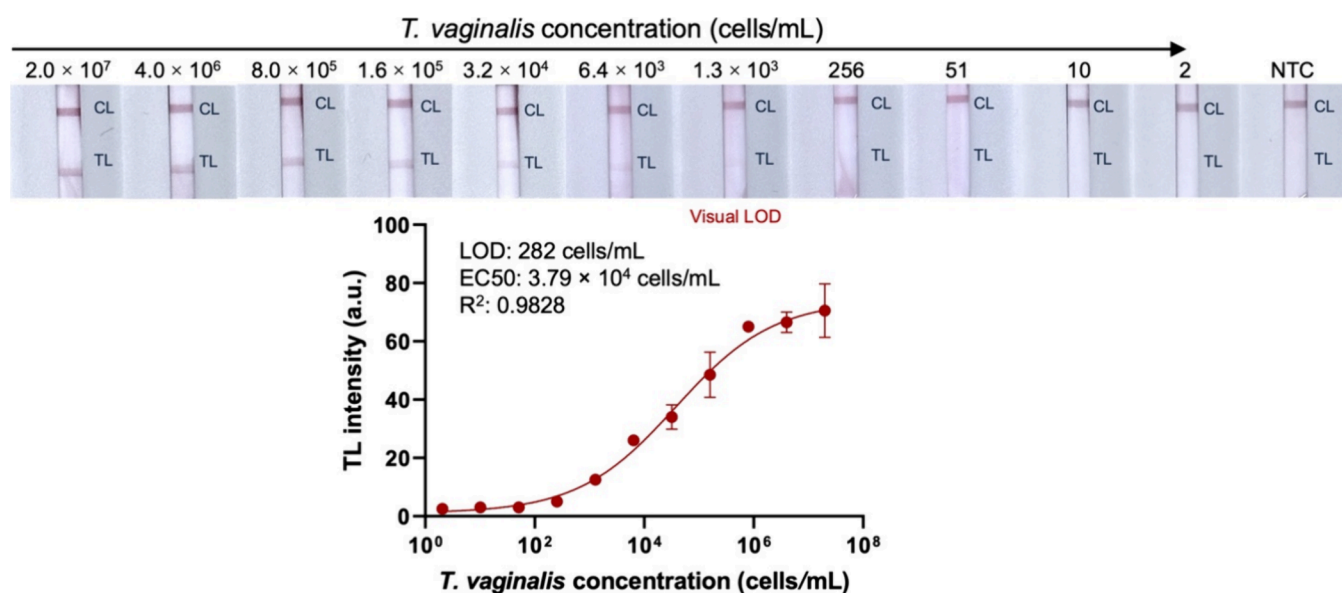 T. vaginalis concentration (cells/mL)
2.0 × 10⁷ 4.0 × 10⁶ 8.0 × 10⁵ 1.6 × 10⁵ 3.2 × 10⁴ 6.4 × 10³ 1.3 × 10³ 256 51 10 2 NTC
CL CL CL CL CL CL CL CL CL CL CL CL
TL TL TL TL TL TL TL TL TL TL TL TL
Visual LOD
LOD: 282 cells/mL
EC50: 3.79 × 10⁴ cells/mL
R²: 0.9828
TL intensity (a.u.)
100
80
60
40
20
0
10⁰ 10² 10⁴ 10⁶ 10⁸
T. vaginalis concentration (cells/mL)